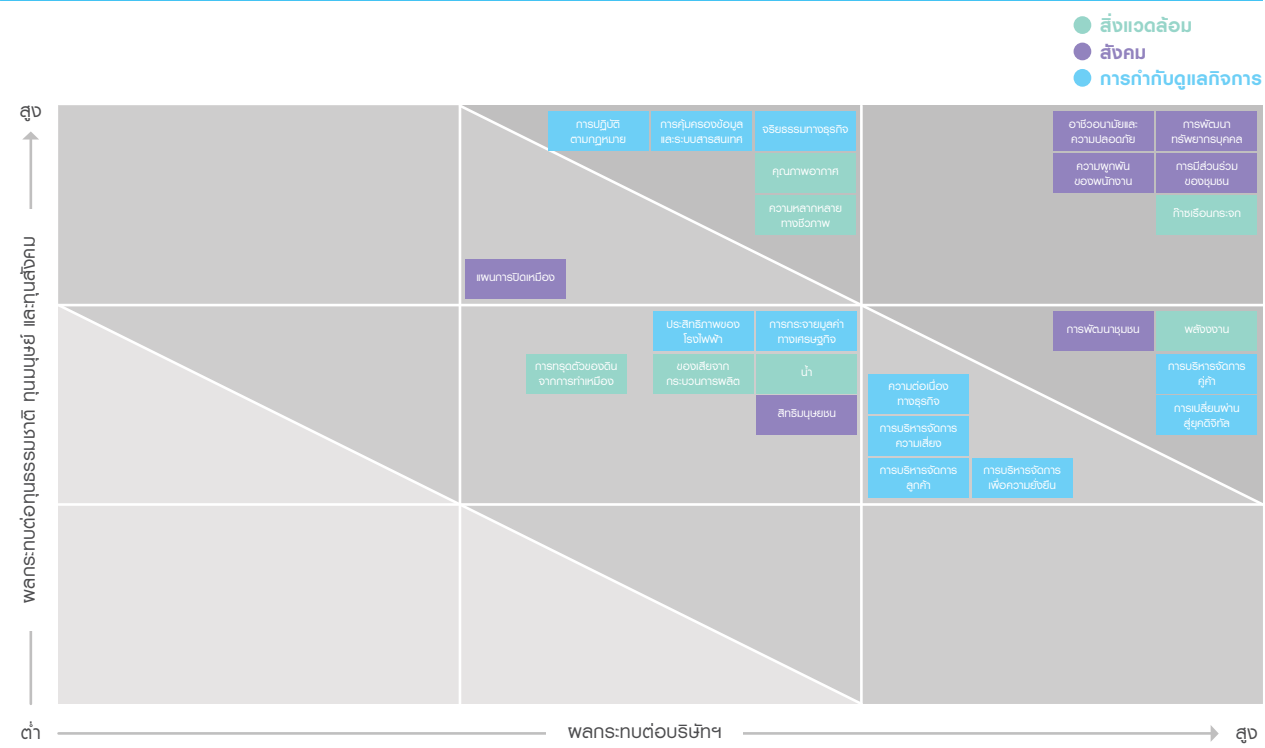 สิ่งแวดล้อม
สังคม
การกำกับดูแลกิจการ
สูง
ผลกระทบต่อทุนธรรมชาติ ทุนมนุษย์ และทุนสังคม
การปฏิบัติ
ตามกฎหมาย
การคุ้มครองข้อมูล
และระบบสารสนเทศ
จริยธรรมทางธุรกิจ
คุณภาพอากาศ
ความหลากหลาย
ทางชีวภาพ
แผนการปิดเหมือง
อาชีวอนามัยและ
ความปลอดภัย
การพัฒนา
ทรัพยากรบุคคล
ความผูกพัน
ของพนักงาน
การมีส่วนร่วม
ของชุมชน
ก๊าซเรือนกระจก
ประสิทธิภาพของ
โรงไฟฟ้า
การกระจายมูลค่า
ทางเศรษฐกิจ
การทรุดตัวของดิน
จากการทำเหมือง
ของเสียจาก
กระบวนการผลิต
น้ำ
สิทธิมนุษยชน
การพัฒนาชุมชน
พลังงงาน
การบริหารจัดการ
คู่ค้า
การเปลี่ยนผ่าน
สู่ยุคดิจิทัล
ความต่อเนื่อง
ทางธุรกิจ
การบริหารจัดการ
ความเสี่ยง
การบริหารจัดการ
ลูกค้า
การบริหารจัดการ
เพื่อความยั่งยืน
ต่ำ
ผลกระทบต่อบริษัทฯ
สูง